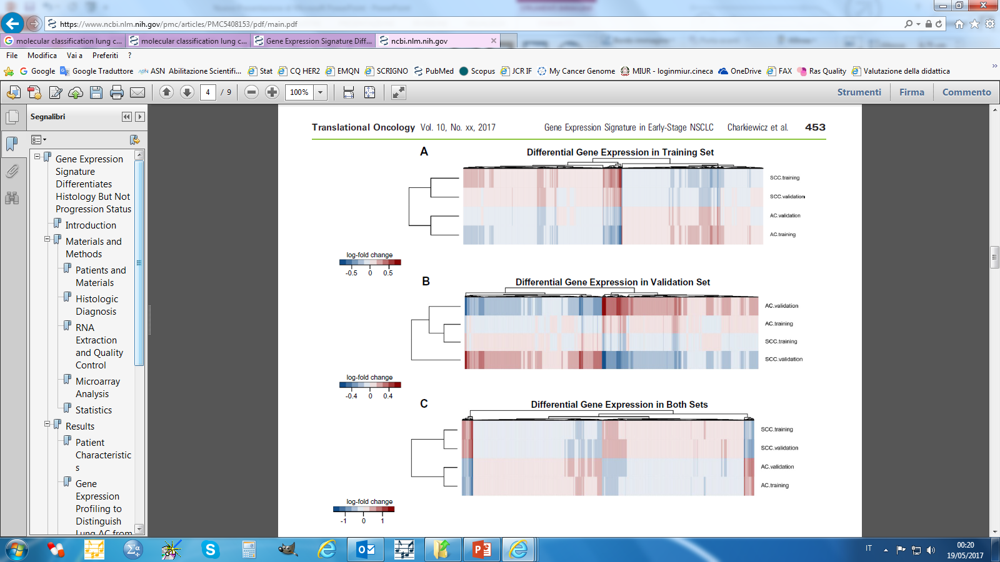 https://www.ncbi.nlm.nih.gov/pmc/articles/PMC5408153/pdf/main.pdf
molecular classification lung c...
molecular classification lung c...
Gene Expression Signature Diff...
ncbi.nlm.nih.gov
File Modifica Vai a Preferiti ?
Google Google Traduttore ASN Abilitazione Scientifi... Stat CQ HER2 EMQN SCRIGNO PubMed Scopus JCR IF My Cancer Genome MIUR - loginmiur.cineca OneDrive FAX Ras Quality Valutazione della didattica
4 / 9 100% Strumenti Firma Commento
Segnalibri
Gene Expression
Signature
Differentiates
Histology But Not
Progression Status
Introduction
Materials and
Methods
Patients and
Materials
Histologic
Diagnosis
RNA
Extraction
and Quality
Control
Microarray
Analysis
Statistics
Results
Patient
Characteristic
s
Gene
Expression
Profiling to
Distinguish
Lung AC from
Translational Oncology Vol. 10, No. xx, 2017 Gene Expression Signature in Early-Stage NSCLC Charkiewicz et al. 453
A
Differential Gene Expression in Training Set
SCC.training
SCC.validation
AC.validation
AC.training
log-fold change
-0.5 0 0.5
B
Differential Gene Expression in Validation Set
AC.validation
AC.training
SCC.training
SCC.validation
log-fold change
-0.4 0 0.4
C
Differential Gene Expression in Both Sets
SCC.training
SCC.validation
AC.validation
AC.training
log-fold change
-1 0 1
IT
00:20
19/05/2017